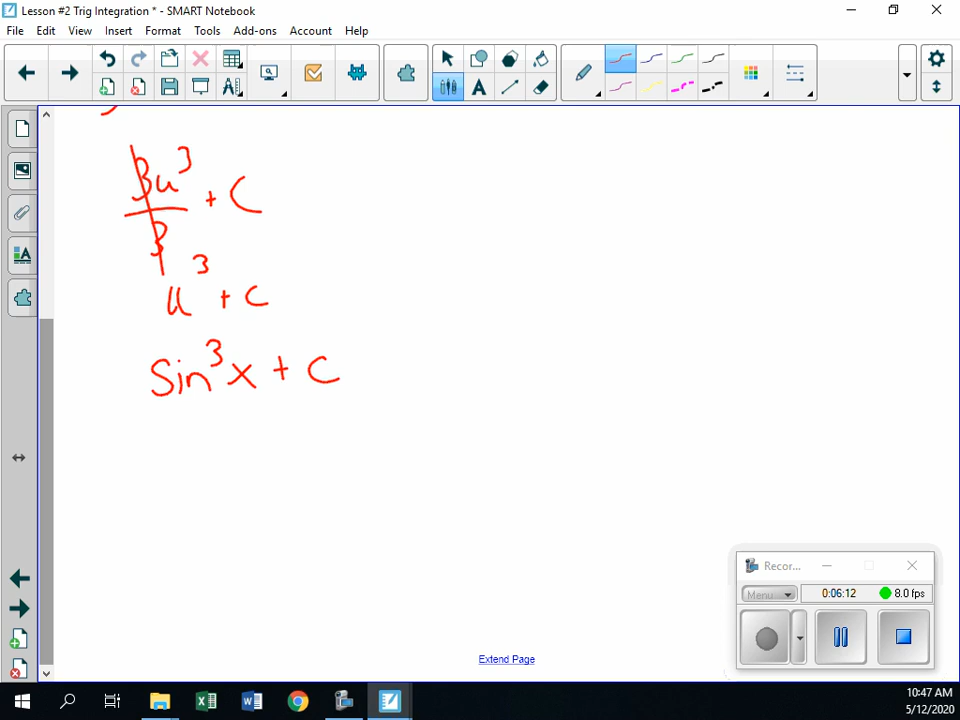 Lesson #2 Trig Integration * - SMART Notebook
File Edit View Insert Format Tools Add-ons Account Help
3u³
3
+ C
u³ + C
Sin³x + C
Recor...
Menu
0:06:12
8.0 fps
Extend Page
10:47 AM
5/12/2020